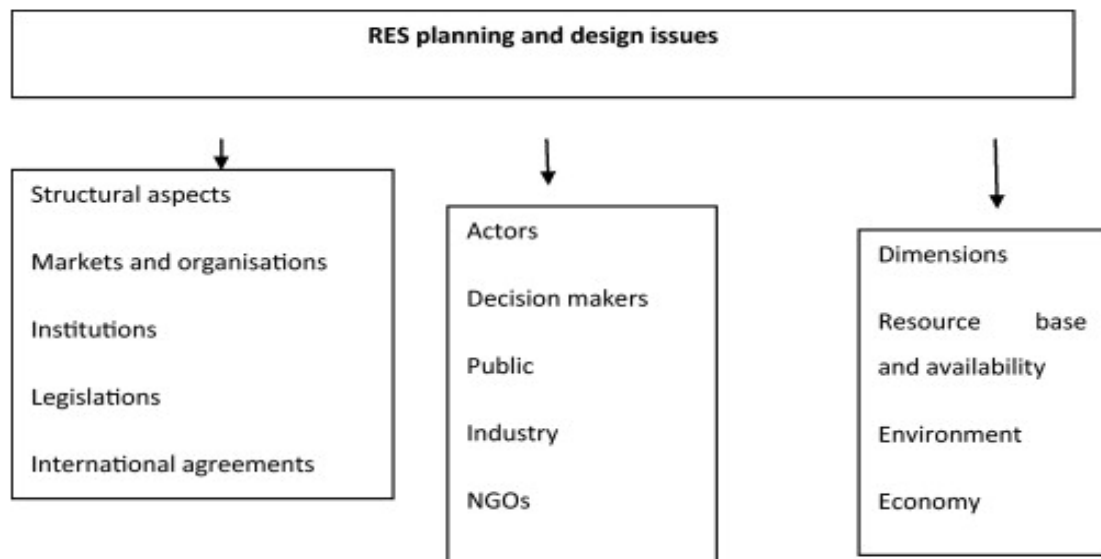 RES planning and design issues
Structural aspects
Markets and organisations
Institutions
Legislations
International agreements
Actors
Decision makers
Public
Industry
NGOs
Dimensions
Resource base
and availability
Environment
Economy